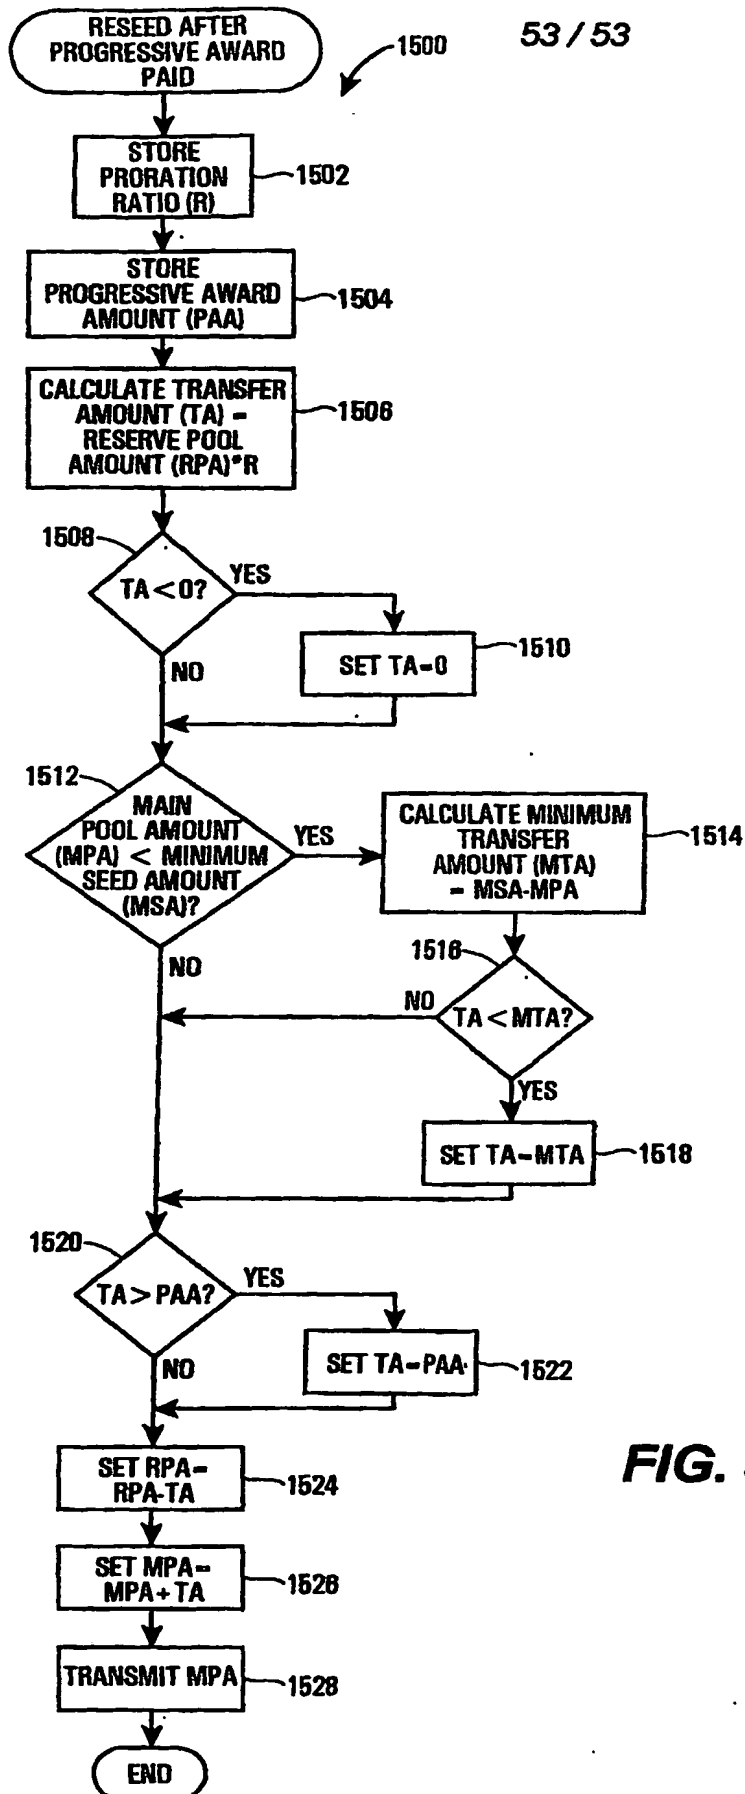 53/53
RESEED AFTER
PROGRESSIVE AWARD
PAID
1500
STORE
PRORATION
RATIO (R)
1502
STORE
PROGRESSIVE AWARD
AMOUNT (PAA)
1504
CALCULATE TRANSFER
AMOUNT (TA) =
RESERVE POOL
AMOUNT (RPA)*R
1506
1508
TA<0?
YES
NO
SET TA=0
1510
1512
MAIN
POOL AMOUNT
(MPA) < MINIMUM
SEED AMOUNT
(MSA)?
YES
NO
CALCULATE MINIMUM
TRANSFER
AMOUNT (MTA)
= MSA-MPA
1514
1516
TA<MTA?
NO
YES
SET TA=MTA
1518
1520
TA>PAA?
YES
NO
SET TA=PAA
1522
SET RPA=
RPA-TA
1524
FIG.
SET MPA=
MPA+TA
1526
TRANSMIT MPA
1528
END